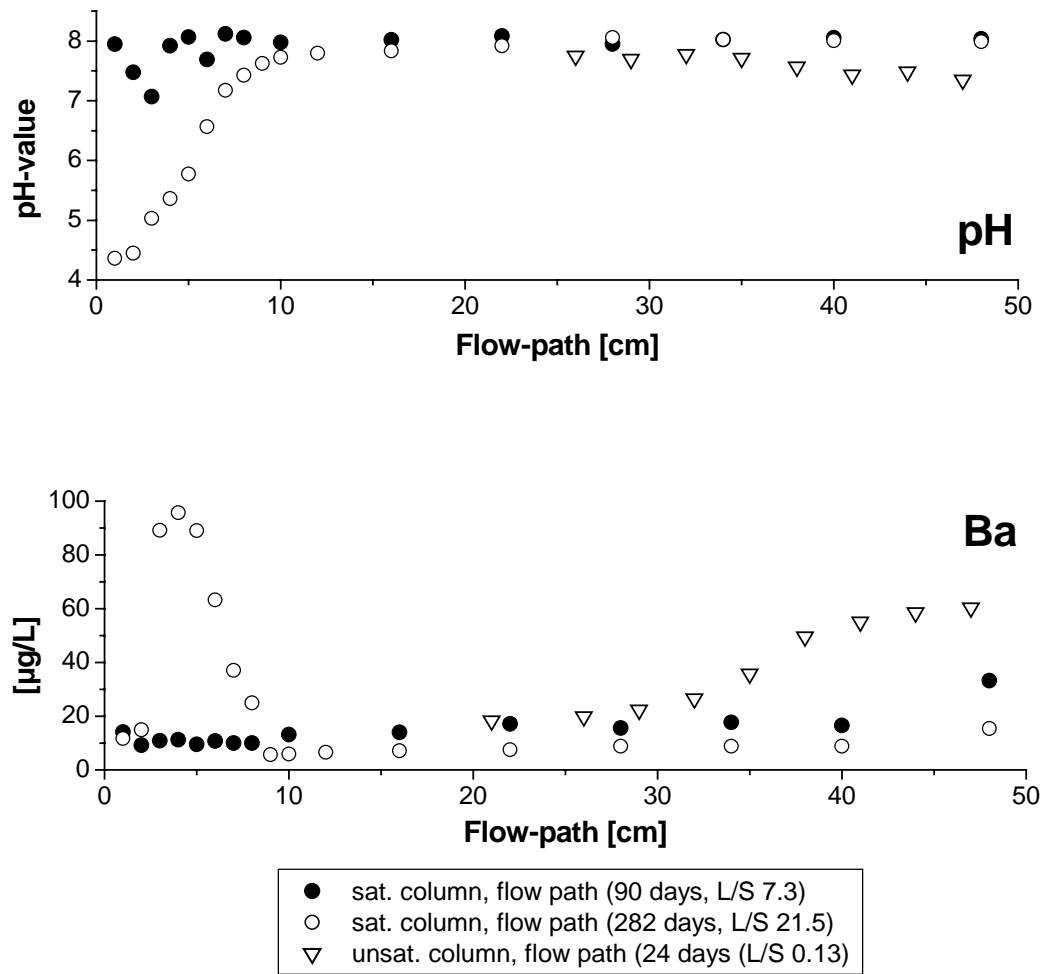 8
7
6
5
4
pH-value
pH
0
10
20
30
40
50
Flow-path [cm]
100
80
60
40
20
0
[µg/L]
Ba
0
10
20
30
40
50
Flow-path [cm]
sat. column, flow path (90 days, L/S 7.3)
sat. column, flow path (282 days, L/S 21.5)
unsat. column, flow path (24 days (L/S 0.13)